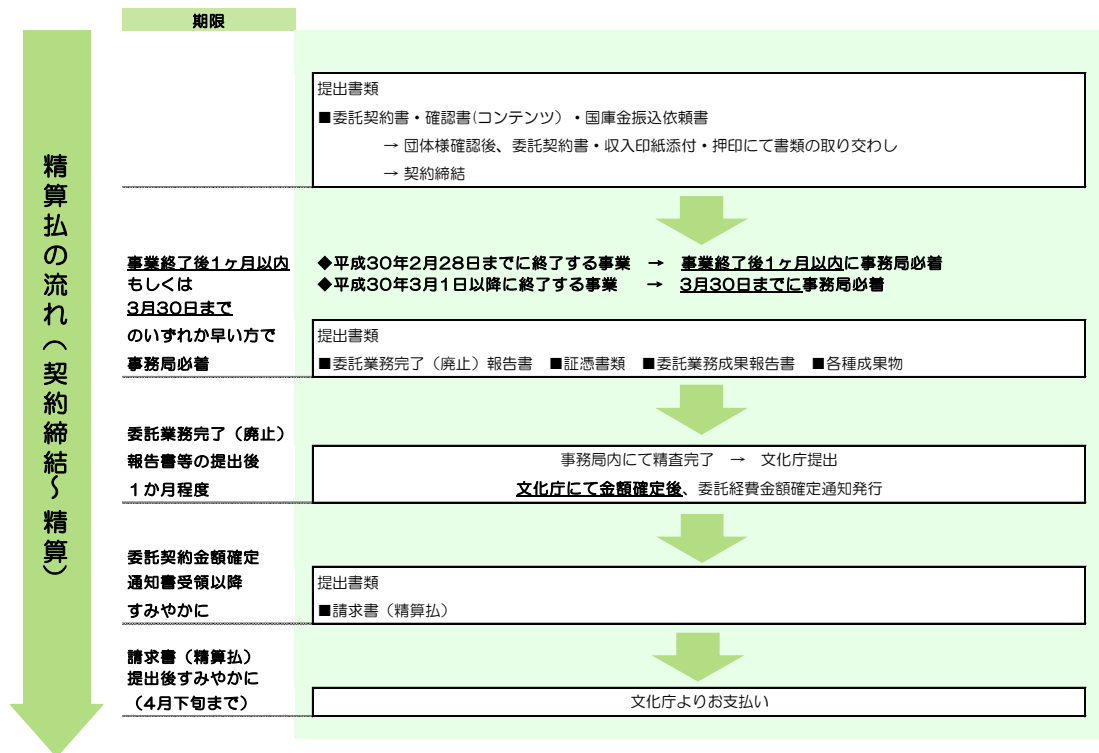 期限
精算払の流れ（契約締結～精算）
提出書類
■委託契約書・確認書(コンテンツ）・国庫金振込依頼書
→ 団体様確認後、委託契約書・収入印紙添付・押印にて書類の取り交わし
→ 契約締結
事業終了後1ヶ月以内
もしくは
3月30日まで
のいずれか早い方で
事務局必着
◆平成30年2月28日までに終了する事業　→　事業終了後1ヶ月以内に事務局必着
◆平成30年3月1日以降に終了する事業　→　3月30日までに事務局必着
提出書類
■委託業務完了（廃止）報告書　■証憑書類　■委託業務成果報告書　■各種成果物
委託業務完了（廃止）
報告書等の提出後
１か月程度
事務局内にて精査完了　→　文化庁提出
文化庁にて金額確定後、委託経費金額確定通知発行
委託契約金額確定
通知書受領以降
すみやかに
提出書類
■請求書（精算払）
請求書（精算払）
提出後すみやかに
（4月下旬まで）
文化庁よりお支払い